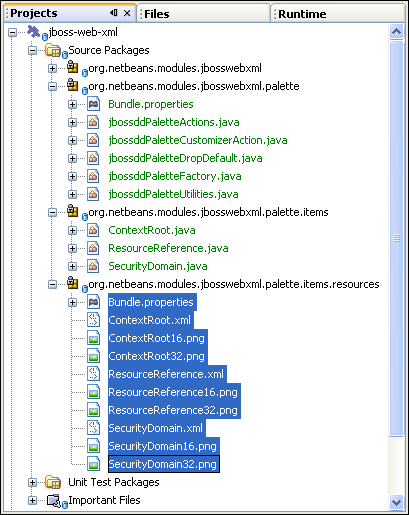 Projects
Files
Runtime
jboss-web-xml
Source Packages
org.netbeans.modules.jbosswebxml
org.netbeans.modules.jbosswebxml.palette
Bundle.properties
jbossddPaletteActions.java
jbossddPaletteCustomizerAction.java
jbossddPaletteDropDefault.java
jbossddPaletteFactory.java
jbossddPaletteUtilities.java
org.netbeans.modules.jbosswebxml.palette.items
ContextRoot.java
ResourceReference.java
SecurityDomain.java
org.netbeans.modules.jbosswebxml.palette.items.resources
Bundle.properties
ContextRoot.xml
ContextRoot16.png
ContextRoot32.png
ResourceReference.xml
ResourceReference16.png
ResourceReference32.png
SecurityDomain.xml
SecurityDomain16.png
SecurityDomain32.png
Unit Test Packages
Important Files